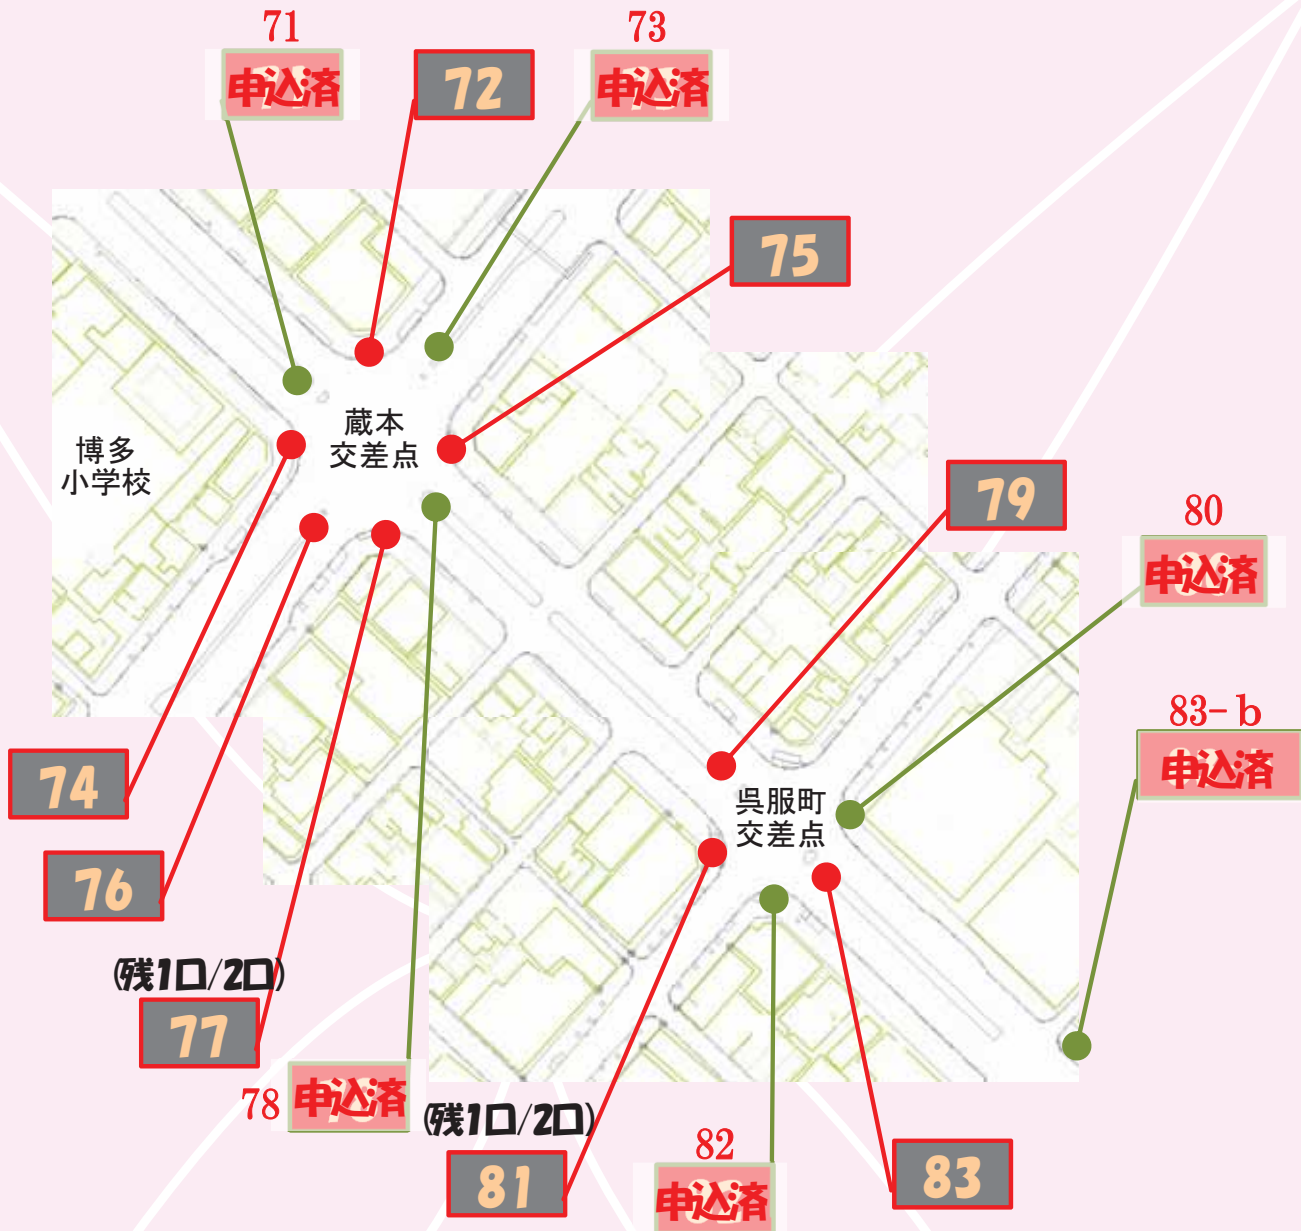 71
申込済
72
73
申込済
75
蔵本
交差点
博多
小学校
79
80
申込済
83-b
申込済
74
呉服町
交差点
76
(残1口/2口)
77
78
申込済
(残1口/2口)
81
82
申込済
83